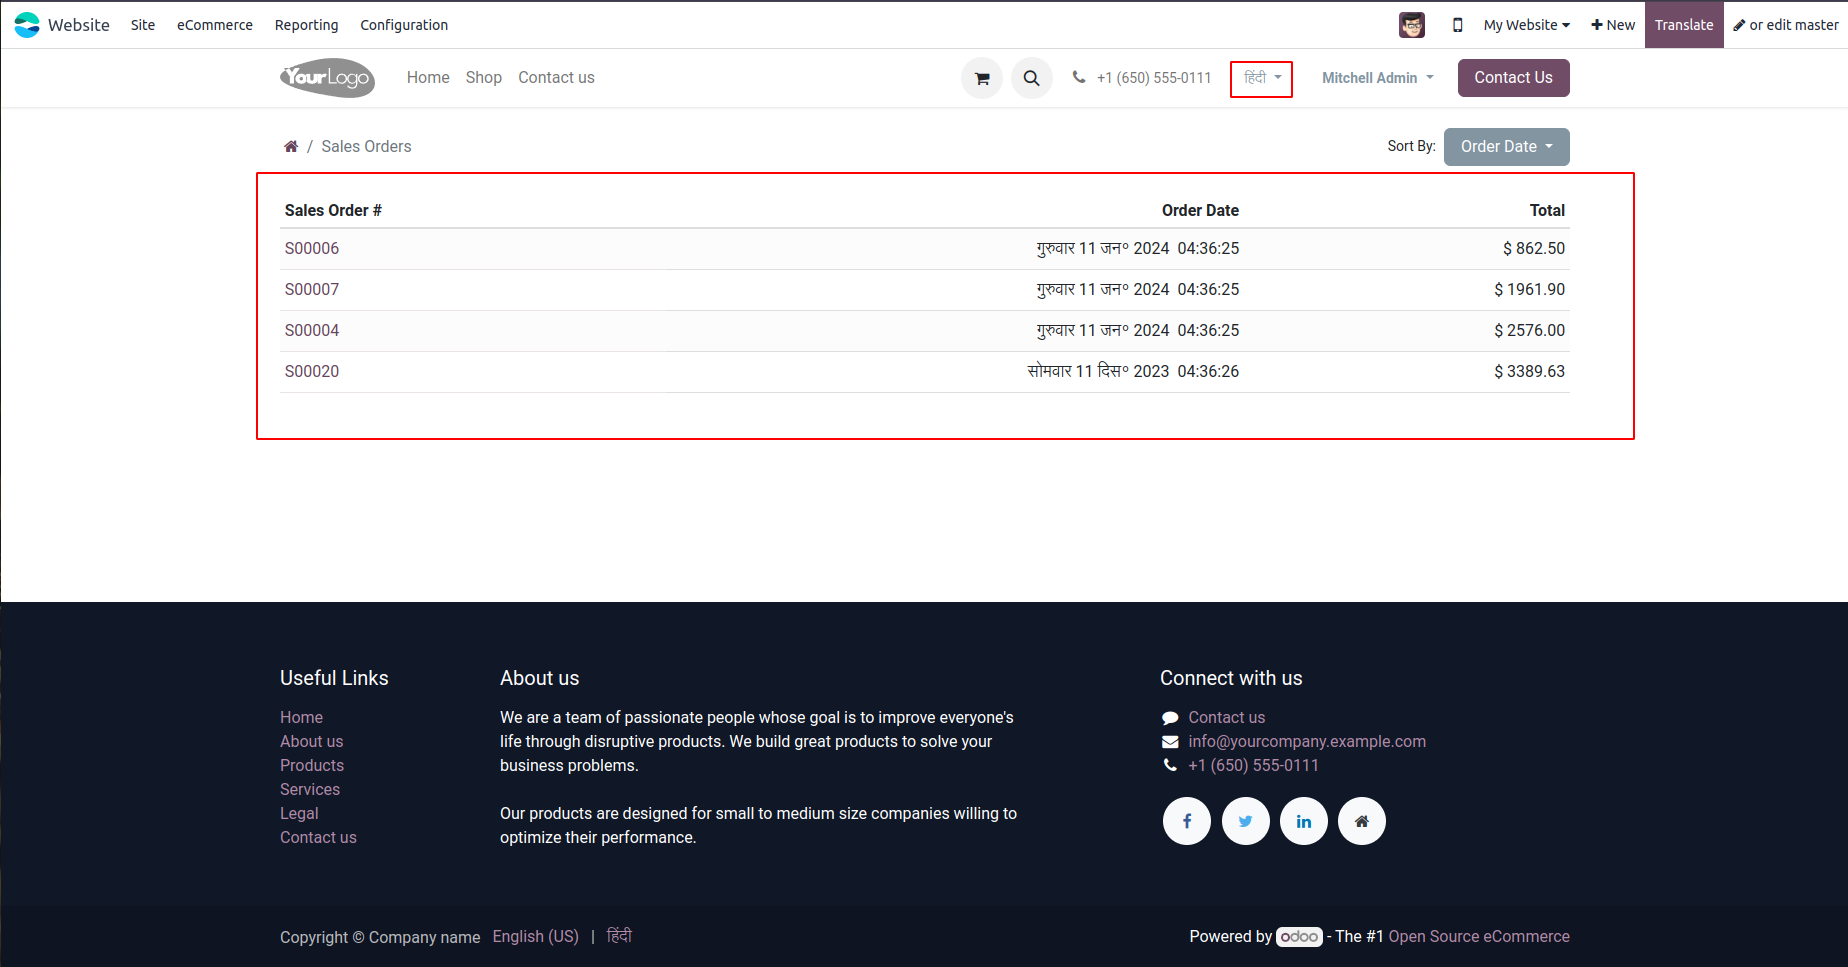 Website Site eCommerce Reporting Configuration My Website New Translate or edit master
YourLogo Home Shop Contact us +1 (650) 555-0111 हिंदी Mitchell Admin Contact Us
/ Sales Orders Sort By: Order Date
Sales Order # Order Date Total
S00006 गुरुवार 11 जन॰ 2024 04:36:25 $ 862.50
S00007 गुरुवार 11 जन॰ 2024 04:36:25 $ 1961.90
S00004 गुरुवार 11 जन॰ 2024 04:36:25 $ 2576.00
S00020 सोमवार 11 दिस॰ 2023 04:36:26 $ 3389.63
Useful Links
Home
About us
Products
Services
Legal
Contact us
About us
We are a team of passionate people whose goal is to improve everyone's
life through disruptive products. We build great products to solve your
business problems.
Our products are designed for small to medium size companies willing to
optimize their performance.
Connect with us
Contact us
info@yourcompany.example.com
+1 (650) 555-0111
Copyright © Company name English (US) | हिंदी
Powered by odoo - The #1 Open Source eCommerce